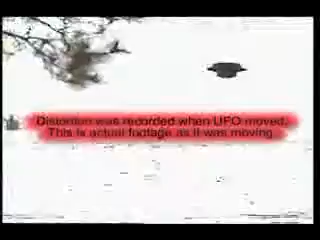 Distortion was recorded when UFO moved.
This is actual footage as it was moving